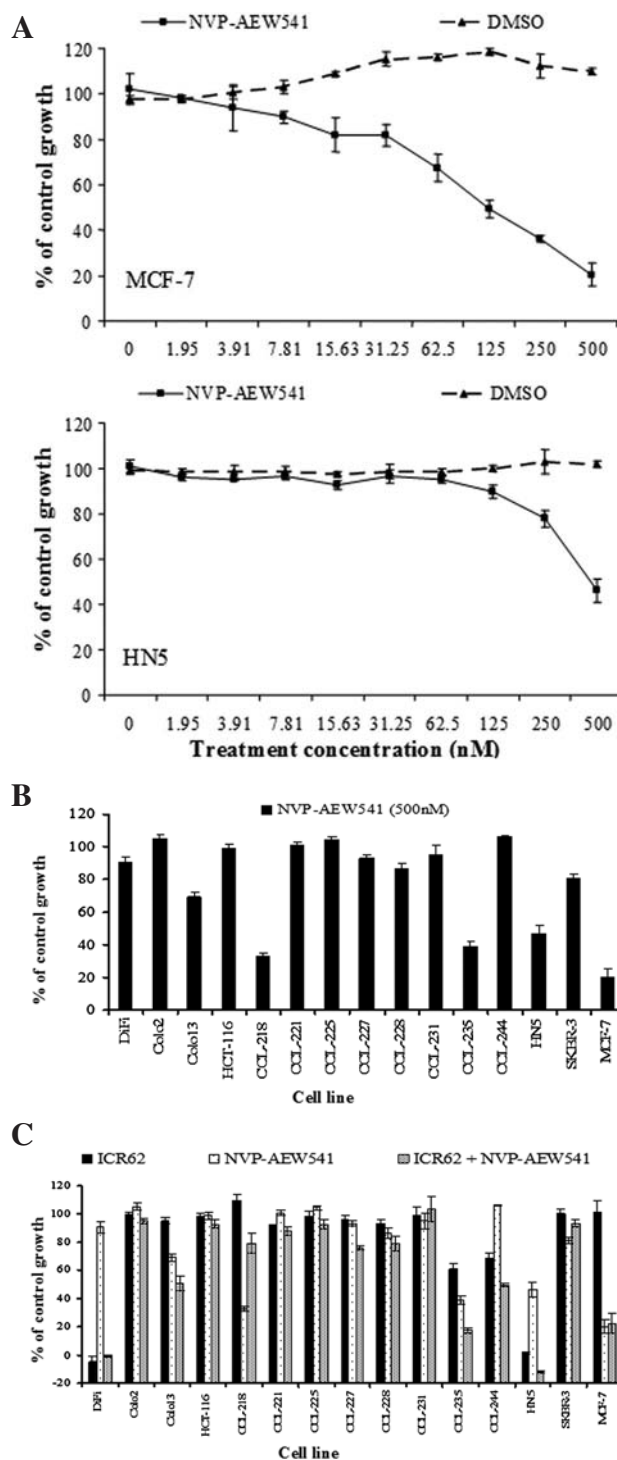 A
NVP-AEW541 DMSO
120
100
80
60
40
20
0
% of control growth
MCF-7
0 1.95 3.91 7.81 15.63 31.25 62.5 125 250 500
NVP-AEW541 DMSO
120
100
80
60
40
20
0
% of control growth
HN5
0 1.95 3.91 7.81 15.63 31.25 62.5 125 250 500
Treatment concentration (nM)
B
NVP-AEW541 (500nM)
120
100
80
60
40
20
0
% of control growth
DiFi Colo2 Colo13 HCT-116 CCL-218 CCL-221 CCL-225 CCL-227 CCL-228 CCL-231 CCL-235 CCL-244 HN5 SKBR-3 MCF-7
Cell line
C
ICR62 NVP-AEW541 ICR62 + NVP-AEW541
120
100
80
60
40
20
0
-20
% of control growth
DiFi Colo2 Colo13 HCT-116 CCL-218 CCL-221 CCL-225 CCL-227 CCL-228 CCL-231 CCL-235 CCL-244 HN5 SKBR-3 MCF-7
Cell line